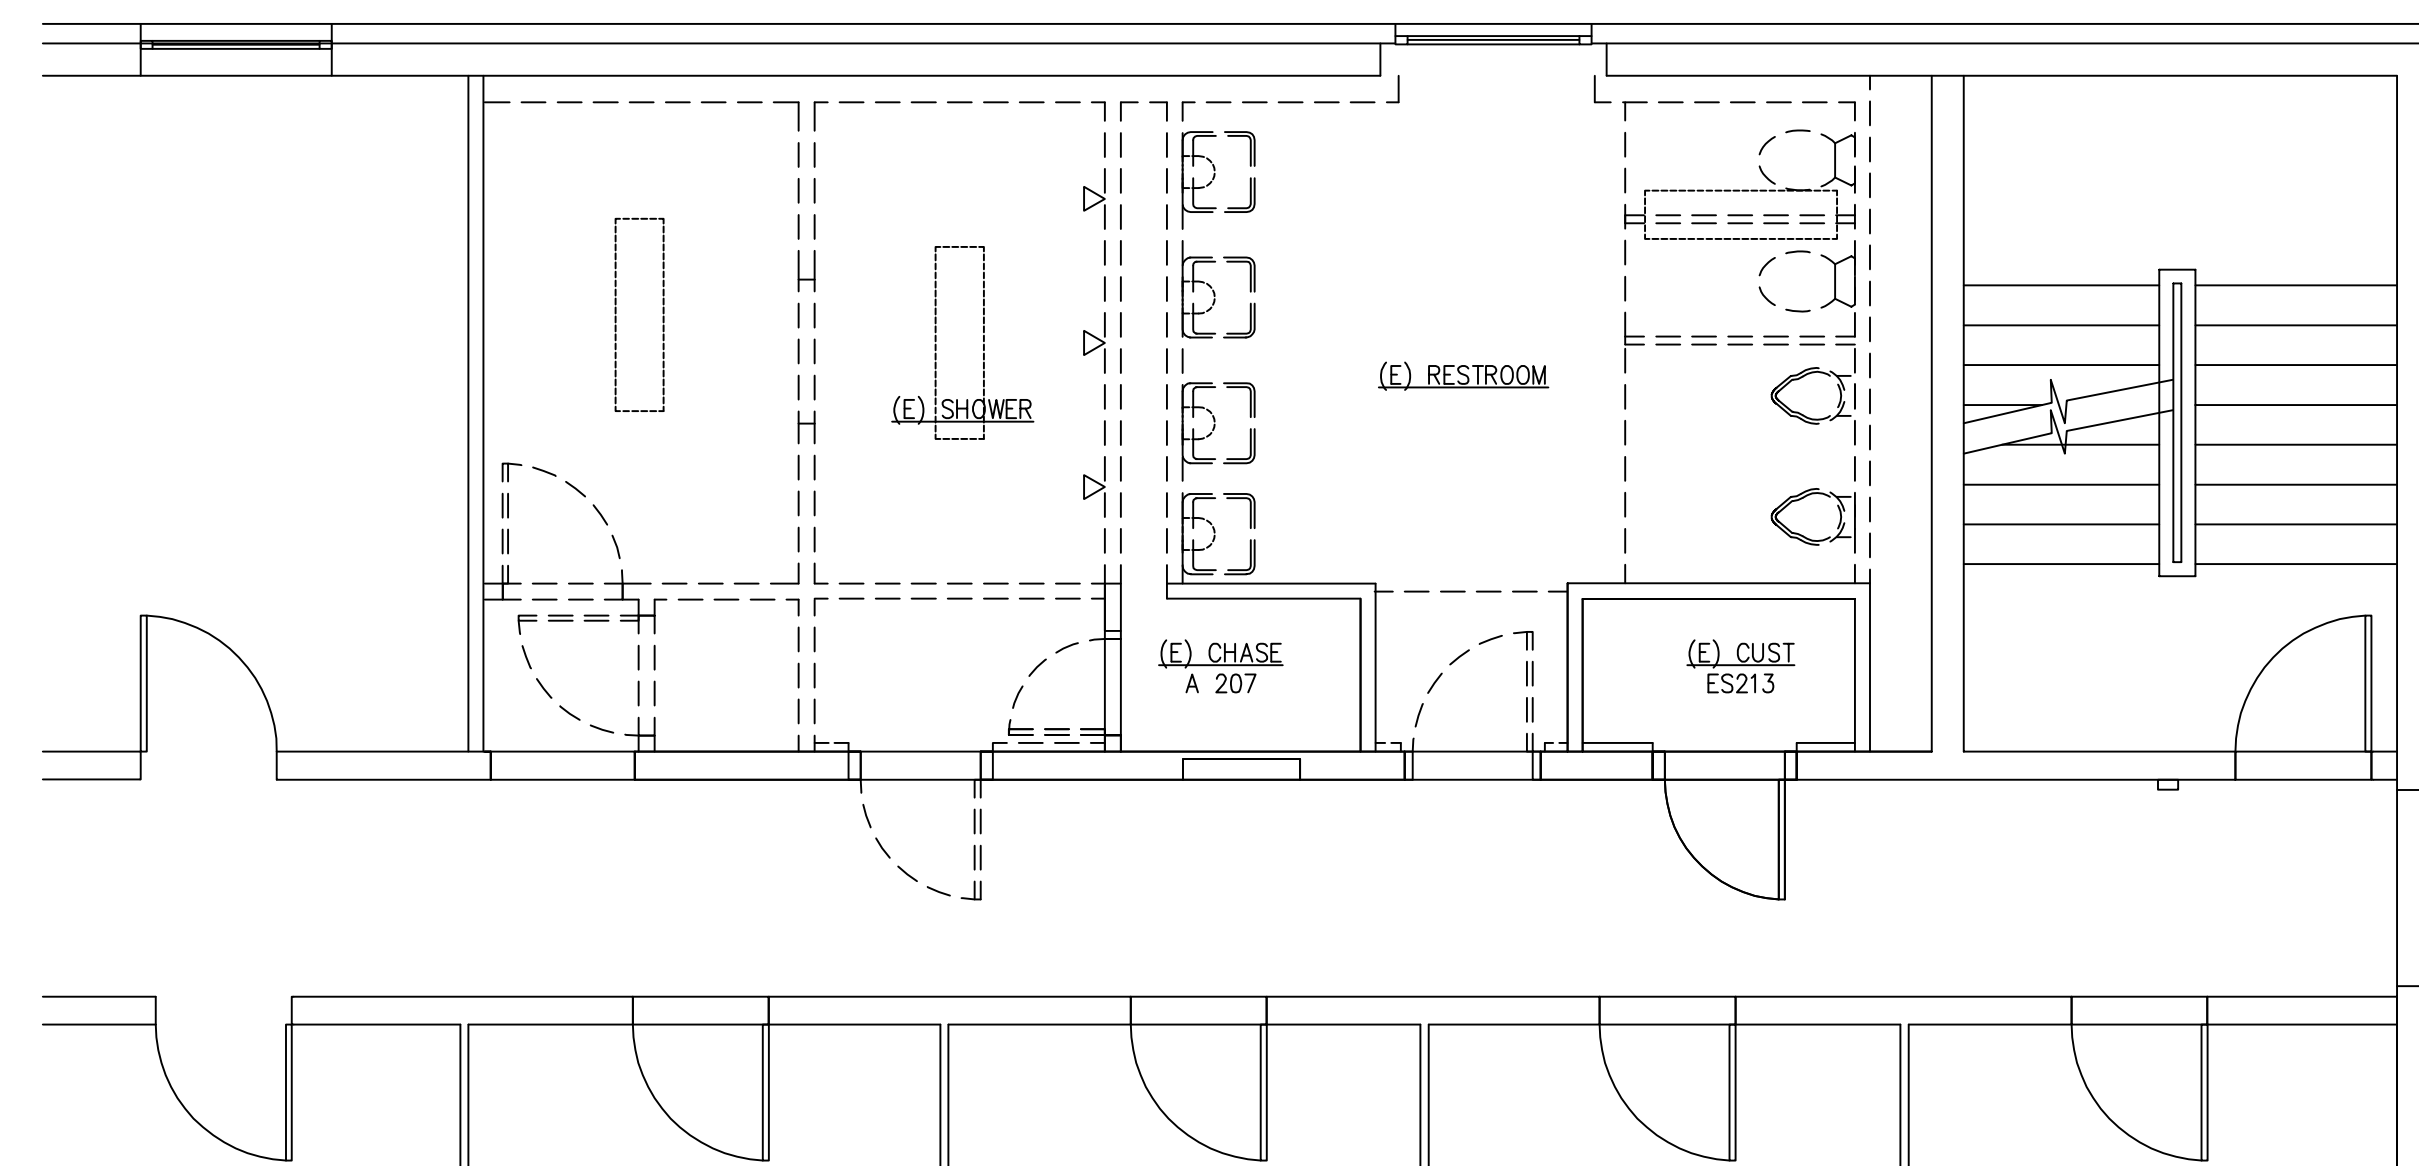 (E) RESTROOM
(E) SHOWER
(E) CHASE
A 207
(E) CUST
ES213